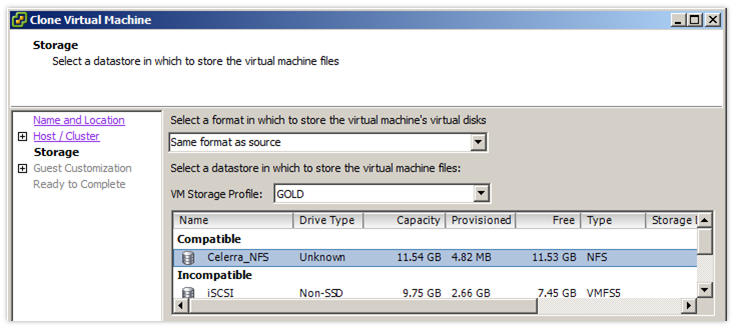 Clone Virtual Machine
Storage
Select a datastore in which to store the virtual machine files
Name and Location
Host / Cluster
Storage
Guest Customization
Ready to Complete
Select a format in which to store the virtual machine's virtual disks
Same format as source
Select a datastore in which to store the virtual machine files:
VM Storage Profile: GOLD
Name Drive Type Capacity Provisioned Free Type Storage
Compatible
Celerra_NFS Unknown 11.54 GB 4.82 MB 11.53 GB NFS
Incompatible
iSCSI Non-SSD 9.75 GB 2.66 GB 7.45 GB VMFS5